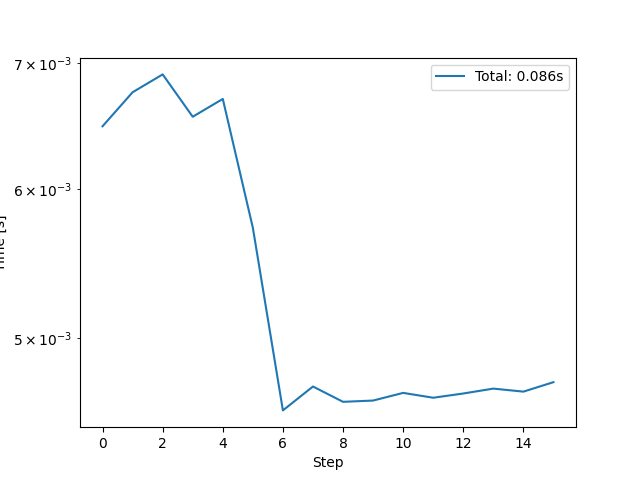 7 × 10⁻³
Total: 0.086s
6 × 10⁻³
Time [s]
5 × 10⁻³
0 2 4 6 8 10 12 14
Step